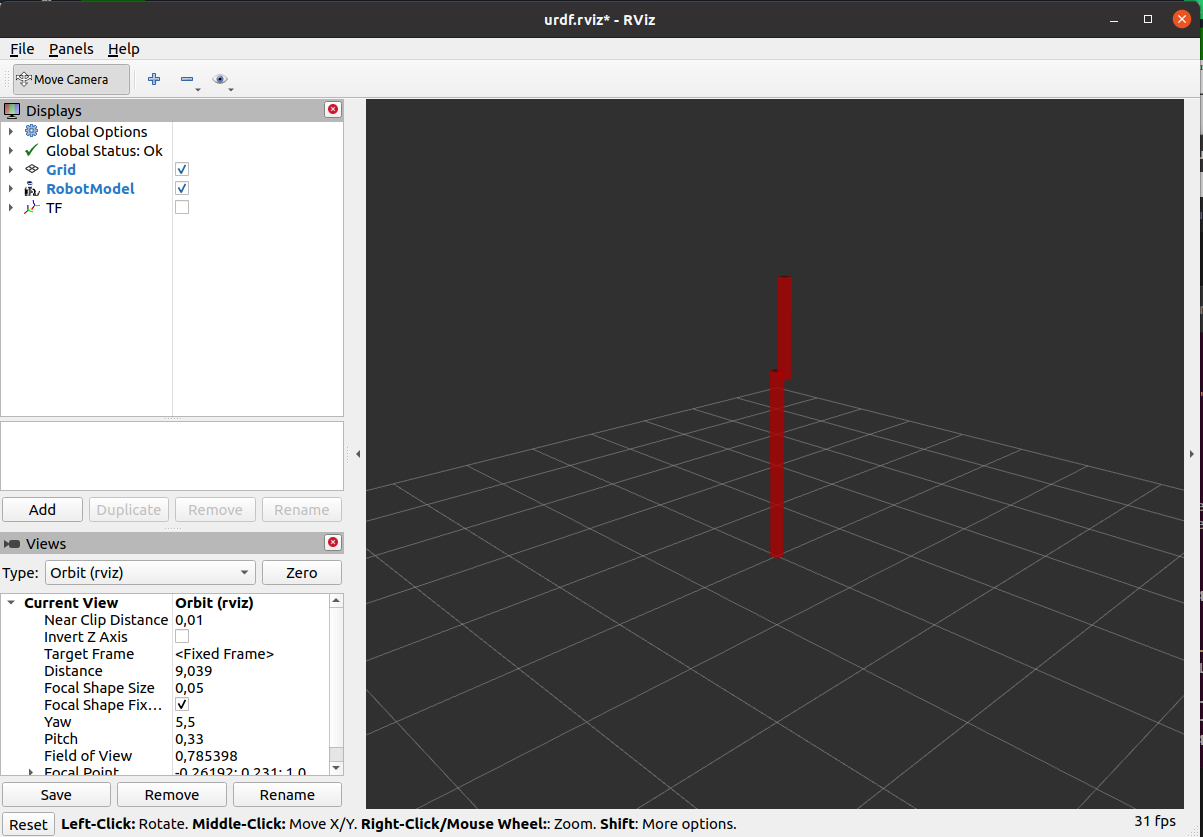 urdf.rviz* - RViz
File Panels Help
Move Camera
Displays
Global Options
Global Status: Ok
Grid
RobotModel
TF
Add Duplicate Remove Rename
Views
Type: Orbit (rviz) Zero
Current View Orbit (rviz)
Near Clip Distance 0,01
Invert Z Axis
Target Frame <Fixed Frame>
Distance 9,039
Focal Shape Size 0,05
Focal Shape Fix...
Yaw 5,5
Pitch 0,33
Field of View 0,785398
Focal Point -0,26192; 0,231; 1,0
Save Remove Rename
Reset Left-Click: Rotate. Middle-Click: Move X/Y. Right-Click/Mouse Wheel:: Zoom. Shift: More options. 31 fps